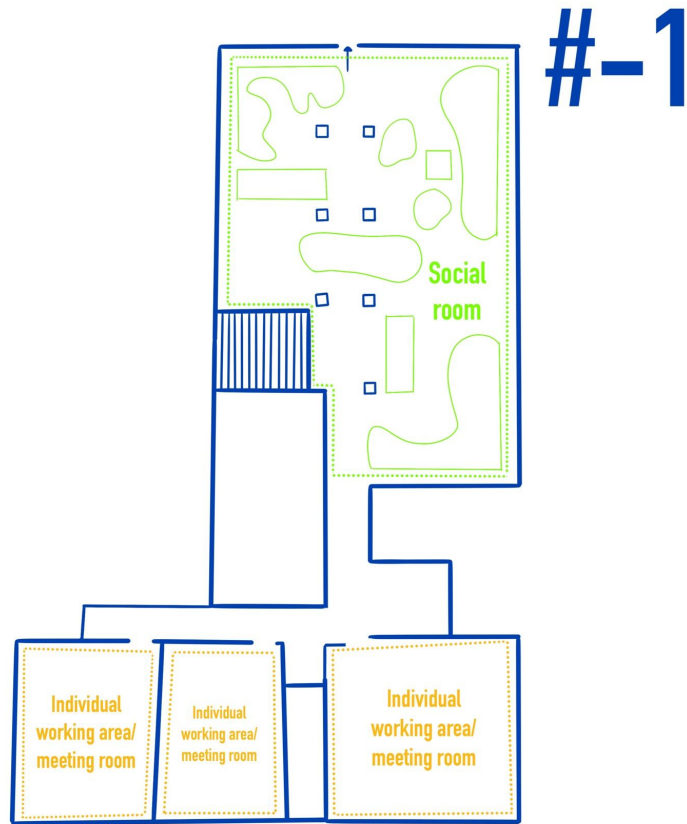 #-1
Social
room
Individual
working area/
meeting room
Individual
working area/
meeting room
Individual
working area/
meeting room